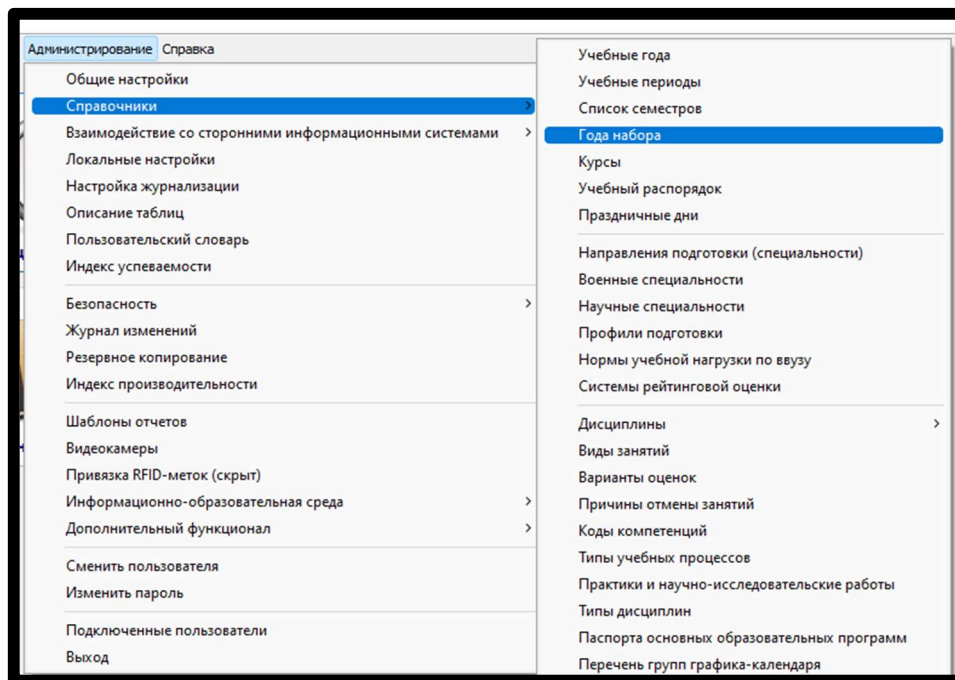 Администрирование Справка
Общие настройки
Справочники
Взаимодействие со сторонними информационными системами
Локальные настройки
Настройка журнализации
Описание таблиц
Пользовательский словарь
Индекс успеваемости
Безопасность
Журнал изменений
Резервное копирование
Индекс производительности
Шаблоны отчетов
Видеокамеры
Привязка RFID-меток (скрыт)
Информационно-образовательная среда
Дополнительный функционал
Сменить пользователя
Изменить пароль
Подключенные пользователи
Выход
Учебные года
Учебные периоды
Список семестров
Года набора
Курсы
Учебный распорядок
Праздничные дни
Направления подготовки (специальности)
Военные специальности
Научные специальности
Профили подготовки
Нормы учебной нагрузки по ввузу
Системы рейтинговой оценки
Дисциплины
Виды занятий
Варианты оценок
Причины отмены занятий
Коды компетенций
Типы учебных процессов
Практики и научно-исследовательские работы
Типы дисциплин
Паспорта основных образовательных программ
Перечень групп графика-календаря